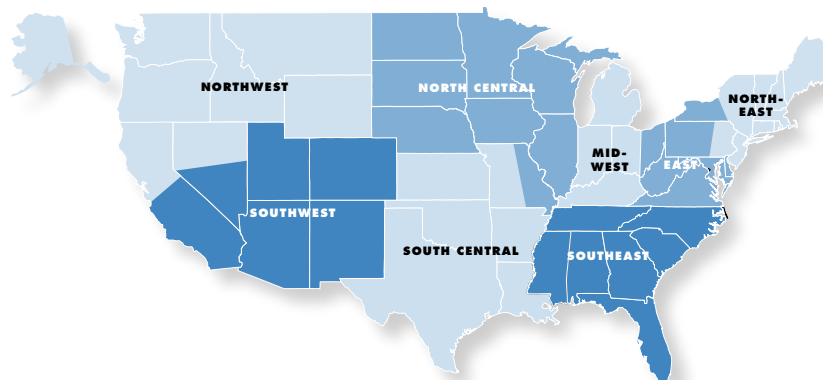 NORTHWEST
NORTH CENTRAL
NORTH-
EAST
MID-
WEST
EAST
SOUTHWEST
SOUTH CENTRAL
SOUTHEAST